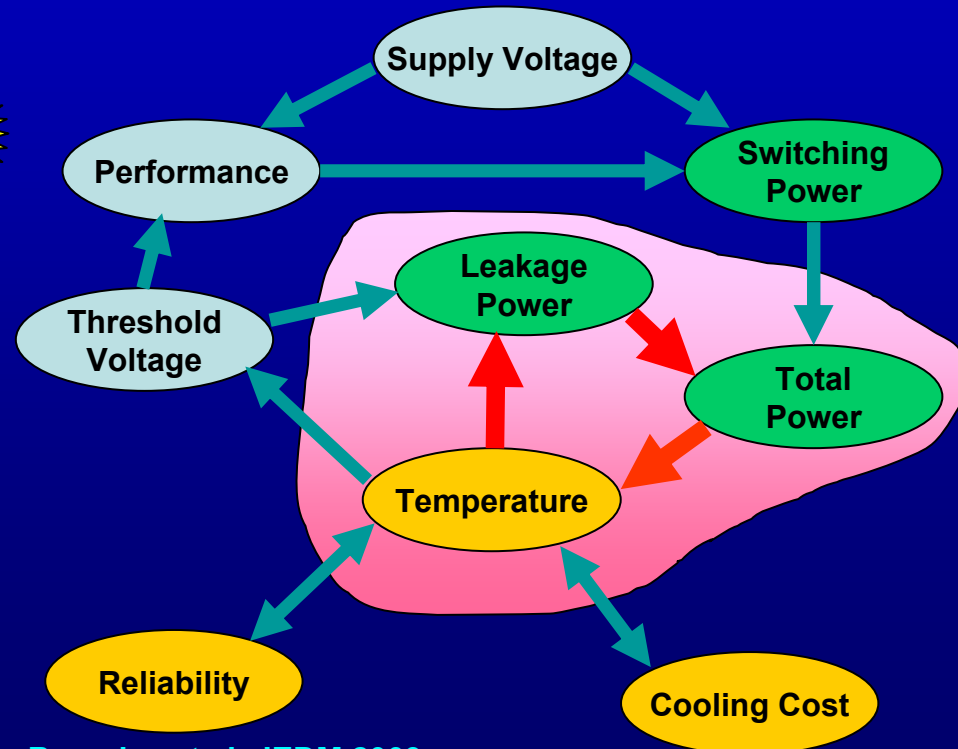 Supply Voltage
Performance
Switching
Power
Leakage
Power
Threshold
Voltage
Total
Power
Temperature
Reliability
Cooling Cost